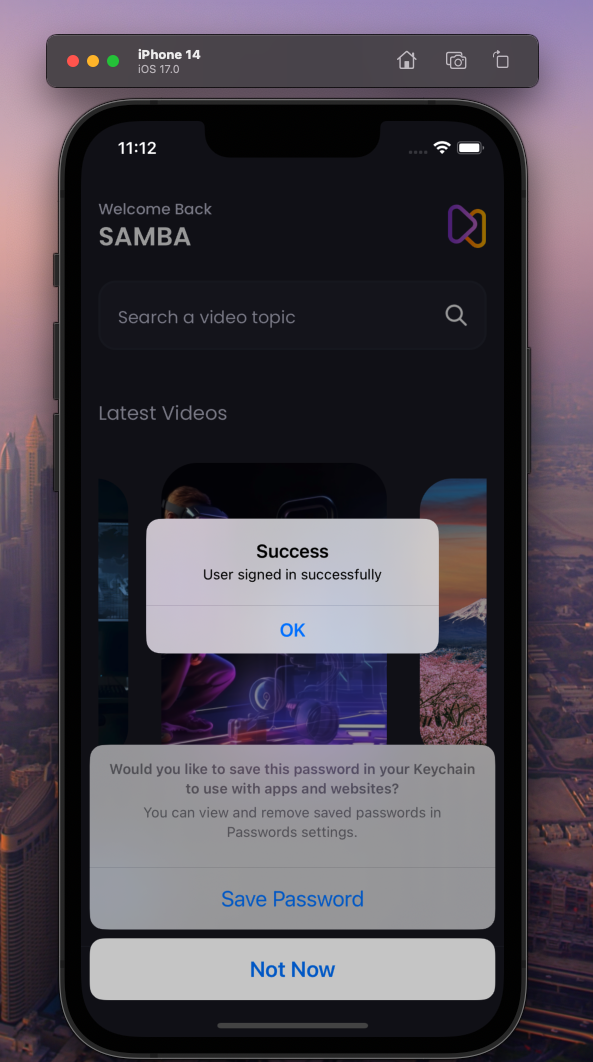 iPhone 14
iOS 17.0
11:12
Welcome Back
SAMBA
Search a video topic
Latest Videos
Success
User signed in successfully
OK
Would you like to save this password in your Keychain
to use with apps and websites?
You can view and remove saved passwords in
Passwords settings.
Save Password
Not Now